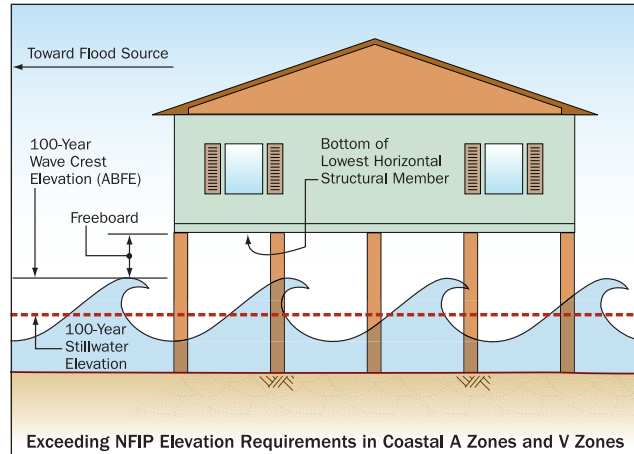 Toward Flood Source
100-Year
Wave Crest
Elevation (ABFE)
Bottom of
Lowest Horizontal
Structural Member
Freeboard
100-Year
Stillwater
Elevation
Exceeding NFIP Elevation Requirements in Coastal A Zones and V Zones